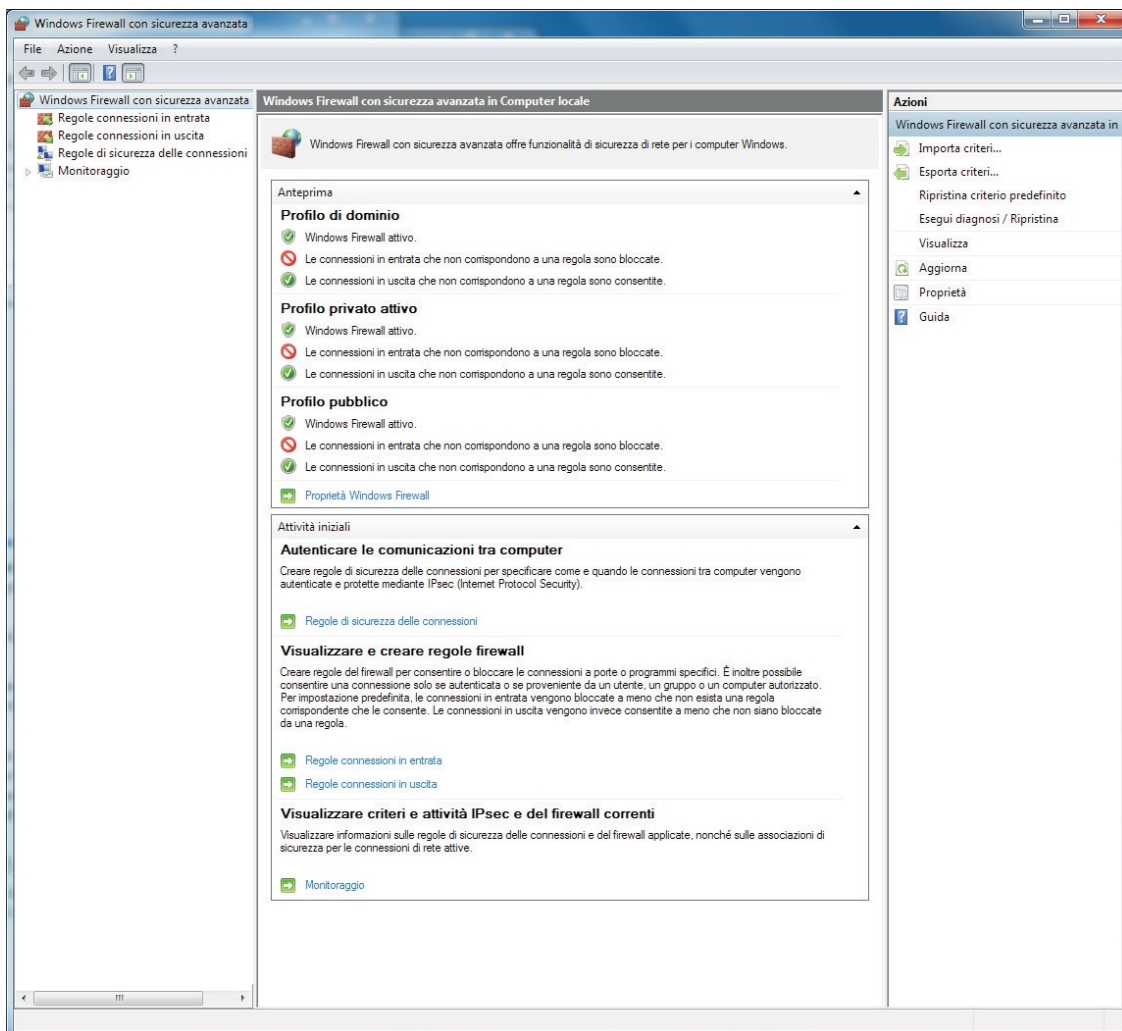 Windows Firewall con sicurezza avanzata
File Azione Visualizza ?
Windows Firewall con sicurezza avanzata
Regole connessioni in entrata
Regole connessioni in uscita
Regole di sicurezza delle connessioni
Monitoraggio
Windows Firewall con sicurezza avanzata in Computer locale
Windows Firewall con sicurezza avanzata offre funzionalità di sicurezza di rete per i computer Windows.
Anteprima
Profilo di dominio
Windows Firewall attivo.
Le connessioni in entrata che non corrispondono a una regola sono bloccate.
Le connessioni in uscita che non corrispondono a una regola sono consentite.
Profilo privato attivo
Windows Firewall attivo.
Le connessioni in entrata che non corrispondono a una regola sono bloccate.
Le connessioni in uscita che non corrispondono a una regola sono consentite.
Profilo pubblico
Windows Firewall attivo.
Le connessioni in entrata che non corrispondono a una regola sono bloccate.
Le connessioni in uscita che non corrispondono a una regola sono consentite.
Proprietà Windows Firewall
Attività iniziali
Autenticare le comunicazioni tra computer
Creare regole di sicurezza delle connessioni per specificare come e quando le connessioni tra computer vengono
autenticate e protette mediante IPsec (Internet Protocol Security).
Regole di sicurezza delle connessioni
Visualizzare e creare regole firewall
Creare regole del firewall per consentire o bloccare le connessioni a porte o programmi specifici. È inoltre possibile
consentire una connessione solo se autenticata o se proveniente da un utente, un gruppo o un computer autorizzato.
Per impostazione predefinita, le connessioni in entrata vengono bloccate a meno che non esista una regola
corrispondente che le consente. Le connessioni in uscita vengono invece consentite a meno che non siano bloccate
da una regola.
Regole connessioni in entrata
Regole connessioni in uscita
Visualizzare criteri e attività IPsec e del firewall correnti
Visualizzare informazioni sulle regole di sicurezza delle connessioni e del firewall applicate, nonché sulle associazioni di
sicurezza per le connessioni di rete attive.
Monitoraggio
Azioni
Windows Firewall con sicurezza avanzata in
Importa criteri...
Esporta criteri...
Ripristina criterio predefinito
Esegui diagnosi / Ripristina
Visualizza
Aggiorna
Proprietà
Guida